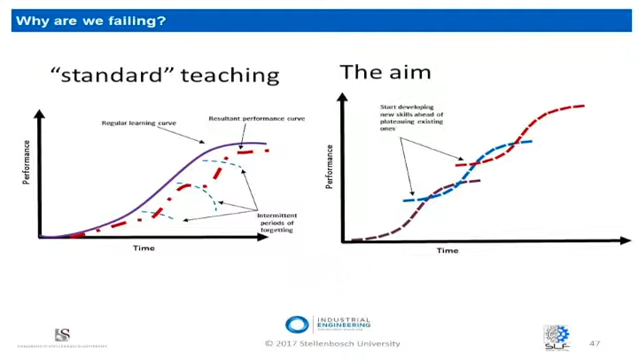 Why are we failing?
“standard” teaching
The aim
Regular learning curve
Resultant performance curve
Performance
Intermittent
periods of
forgetting
Time
Start developing
new skills ahead of
plateauing existing
ones
Performance
Time
INDUSTRIAL
ENGINEERING
© 2017 Stellenbosch University
SLF
47